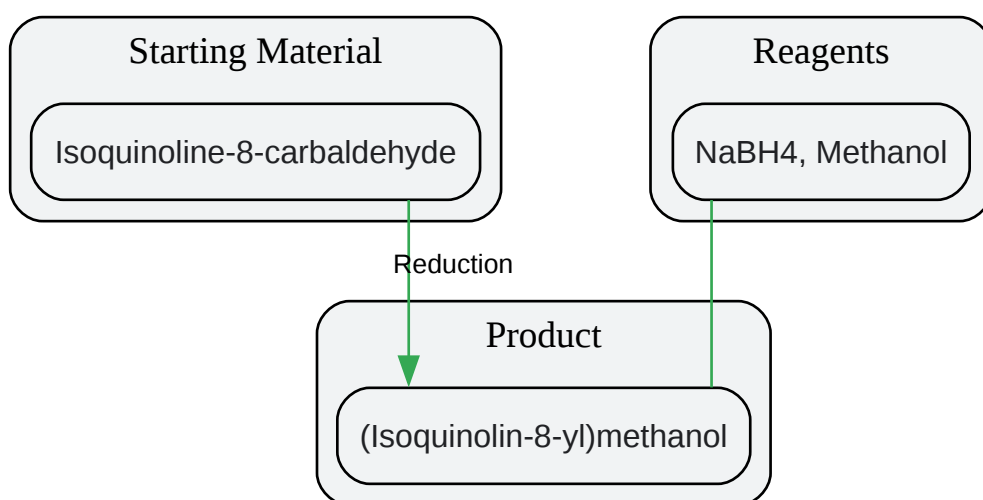 Starting Material
Isoquinoline-8-carbaldehyde
Reagents
NaBH4, Methanol
Reduction
Product
(Isoquinolin-8-yl)methanol